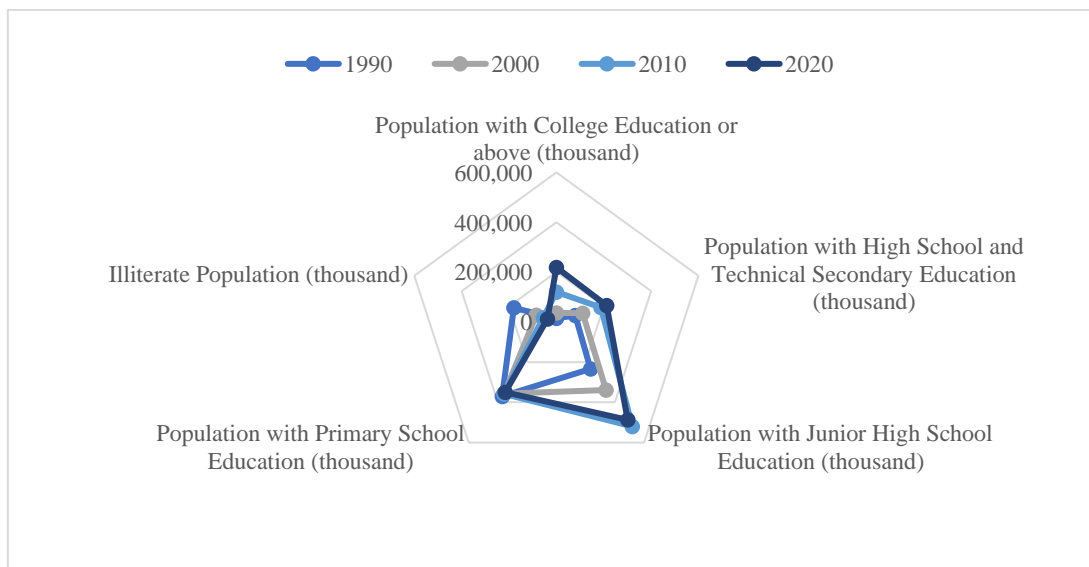 1990 2000 2010 2020
Population with College Education or
above (thousand)
600,000
400,000
200,000
0
Population with High School and
Technical Secondary Education
(thousand)
Illiterate Population (thousand)
Population with Primary School
Education (thousand)
Population with Junior High School
Education (thousand)